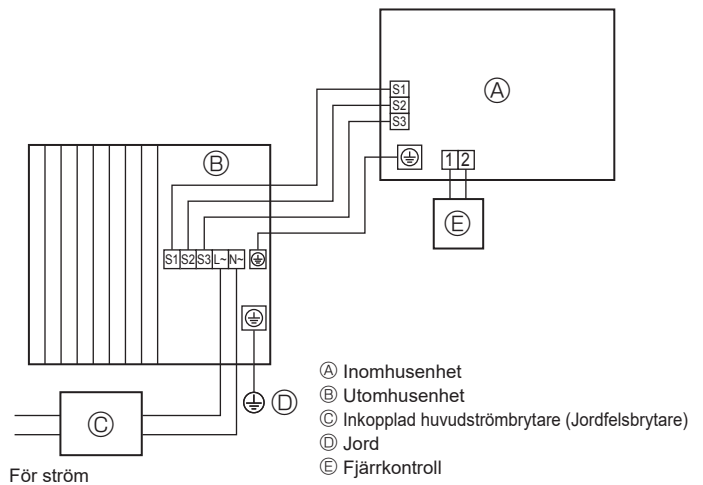 Ⓐ
S1
S2
S3
1 2
Ⓔ
Ⓑ
S1 S2 S3 L~ N~
Ⓒ
Ⓓ
För ström
Ⓐ Inomhusenhet
Ⓑ Utomhusenhet
Ⓒ Inkopplad huvudströmbrytare (Jordfelsbrytare)
Ⓓ Jord
Ⓔ Fjärrkontroll